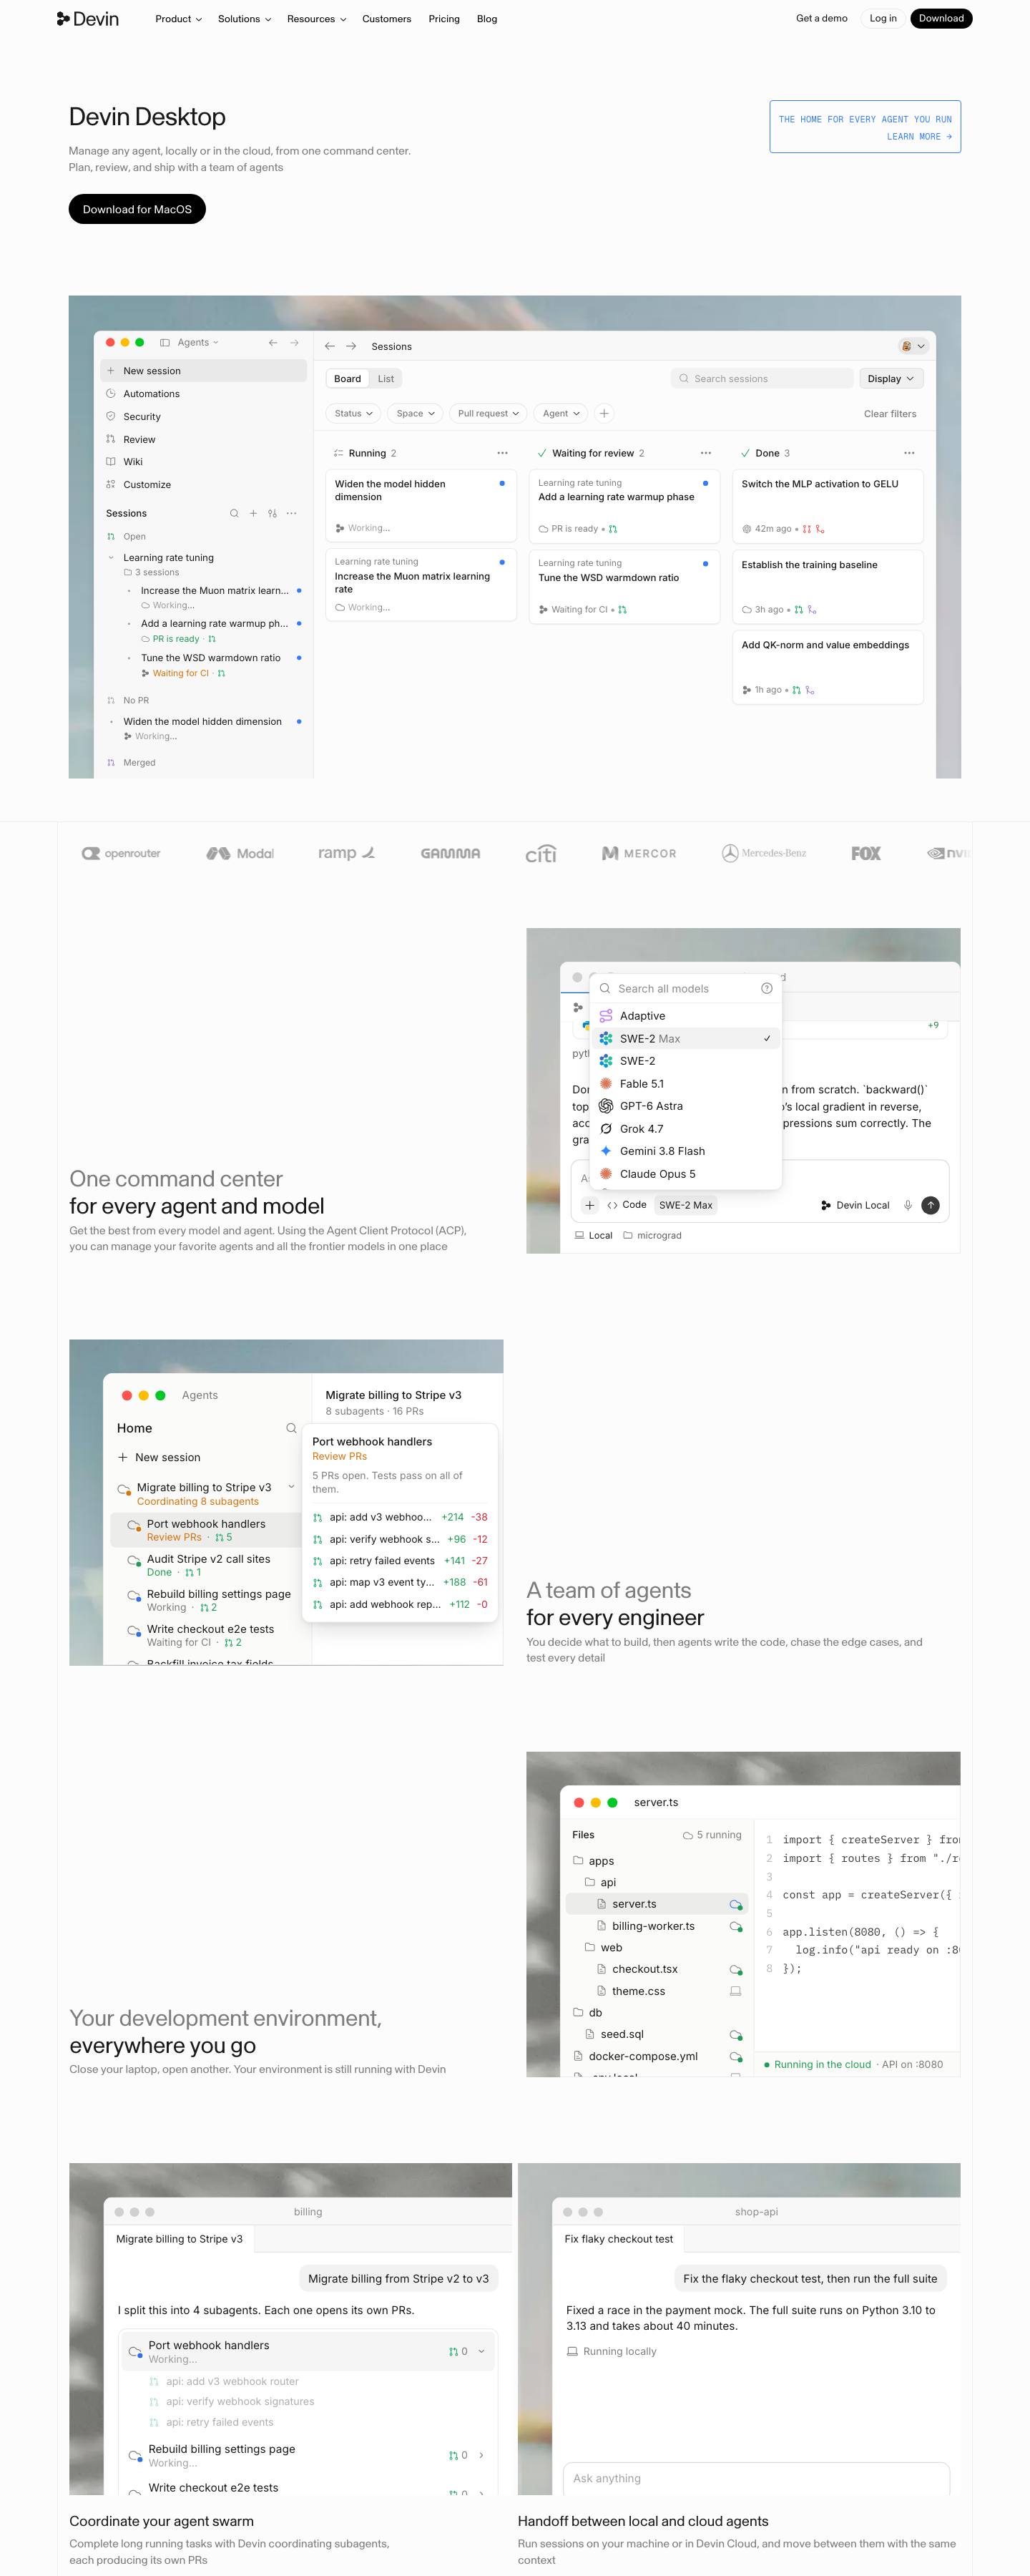 Devin
Product
Solutions
Resources
Customers
Pricing
Blog
Get a demo
Log in
Download
Devin Desktop
Manage any agent, locally or in the cloud, from one command center.
Plan, review, and ship with a team of agents
Download for MacOS
THE HOME FOR EVERY AGENT YOU RUN
LEARN MORE →
Agents
New session
Automations
Security
Review
Wiki
Customize
Sessions
Open
Learning rate tuning
3 sessions
Increase the Muon matrix learn...
Working...
Add a learning rate warmup ph...
PR is ready ·
Tune the WSD warmdown ratio
Waiting for CI ·
No PR
Widen the model hidden dimension
Working...
Merged
Sessions
Board
List
Search sessions
Display
Status
Space
Pull request
Agent
Clear filters
Running 2
Widen the model hidden
dimension
Working...
Learning rate tuning
Increase the Muon matrix learning
rate
Working...
Waiting for review 2
Learning rate tuning
Add a learning rate warmup phase
PR is ready •
Learning rate tuning
Tune the WSD warmdown ratio
Waiting for CI •
Done 3
Switch the MLP activation to GELU
42m ago •
Establish the training baseline
3h ago •
Add QK-norm and value embeddings
1h ago •
openrouter
Modal
ramp
GAMMA
citi
MERCOR
Mercedes-Benz
FOX
One command center
for every agent and model
Get the best from every model and agent. Using the Agent Client Protocol (ACP),
you can manage your favorite agents and all the frontier models in one place
Search all models
Adaptive
SWE-2 Max
SWE-2
Fable 5.1
GPT-6 Astra
Grok 4.7
Gemini 3.8 Flash
Claude Opus 5
+9
from scratch. `backward()`
local gradient in reverse,
sum correctly. The
Code
SWE-2 Max
Devin Local
Local
micrograd
Agents
Home
New session
Migrate billing to Stripe v3
Coordinating 8 subagents
Port webhook handlers
Review PRs · 5
Audit Stripe v2 call sites
Done · 1
Rebuild billing settings page
Working · 2
Write checkout e2e tests
Waiting for CI · 2
Backfill invoice tax fields
Migrate billing to Stripe v3
8 subagents · 16 PRs
Port webhook handlers
Review PRs
5 PRs open. Tests pass on all of
them.
api: add v3 webhoo... +214 -38
api: verify webhook s... +96 -12
api: retry failed events +141 -27
api: map v3 event ty... +188 -61
api: add webhook rep... +112 -0
A team of agents
for every engineer
You decide what to build, then agents write the code, chase the edge cases, and
test every detail
Your development environment,
everywhere you go
Close your laptop, open another. Your environment is still running with Devin
server.ts
Files
5 running
apps
api
server.ts
billing-worker.ts
web
checkout.tsx
theme.css
db
seed.sql
docker-compose.yml
1 import { createServer } from
2 import { routes } from
3
4 const app = createServer({
5
6 app.listen(8080, () => {
7 log.info("api ready on
8 });
Running in the cloud · API on :8080
billing
Migrate billing to Stripe v3
Migrate billing from Stripe v2 to v3
I split this into 4 subagents. Each one opens its own PRs.
Port webhook handlers
Working...
0
api: add v3 webhook router
api: verify webhook signatures
api: retry failed events
Rebuild billing settings page
Working...
0
Write checkout e2e tests
0
shop-api
Fix flaky checkout test
Fix the flaky checkout test, then run the full suite
Fixed a race in the payment mock. The full suite runs on Python 3.10 to
3.13 and takes about 40 minutes.
Running locally
Ask anything
Coordinate your agent swarm
Complete long running tasks with Devin coordinating subagents,
each producing its own PRs
Handoff between local and cloud agents
Run sessions on your machine or in Devin Cloud, and move between them with the same
context